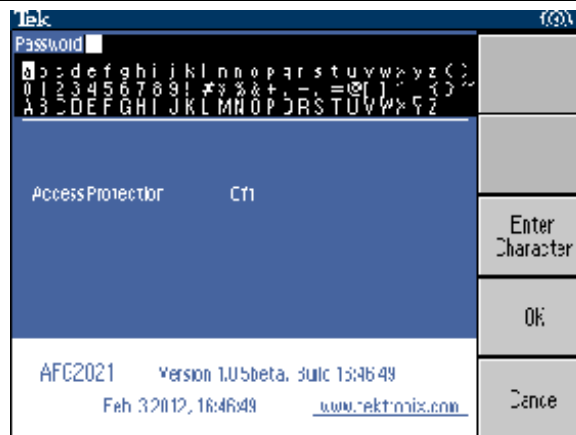 Tek
Password
a b c d e f g h i j k l m n o p q r s t u v w x y z ( )
0 1 2 3 4 5 6 7 8 9 !
A B C D E F G H I J K L M N O P Q R S T U V W X Y Z
Access Protection Off
Enter
Character
OK
AFG2021 Version 1.0.5beta, Build 16:46:49
Feb 3 2012, 16:46:49 www.tektronix.com
Cancel